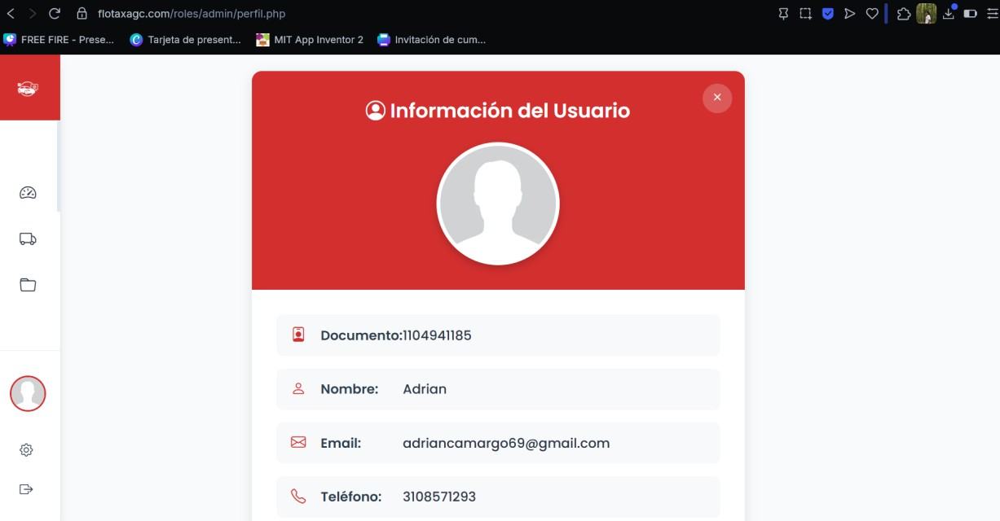 flotaxagc.com/roles/admin/perfil.php
FREE FIRE - Prese... Tarjeta de present... MIT App Inventor 2 Invitación de cum...
Información del Usuario
Documento:1104941185
Nombre: Adrian
Email: adriancamargo69@gmail.com
Teléfono: 3108571293